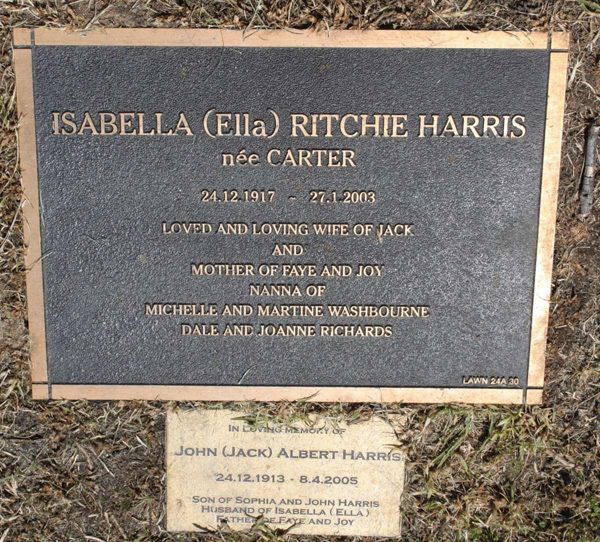 ISABELLA (Ella) RITCHIE HARRIS
née CARTER
24.12.1917 - 27.1.2003
LOVED AND LOVING WIFE OF JACK
AND
MOTHER OF FAYE AND JOY
NANNA OF
MICHELLE AND MARTINE WASHBOURNE
DALE AND JOANNE RICHARDS
LAWN 24A 30
IN LOVING MEMORY OF
JOHN (JACK) ALBERT HARRIS
24.12.1913 - 8.4.2005
SON OF SOPHIA AND JOHN HARRIS
HUSBAND OF ISABELLA (ELLA)
FATHER OF FAYE AND JOY